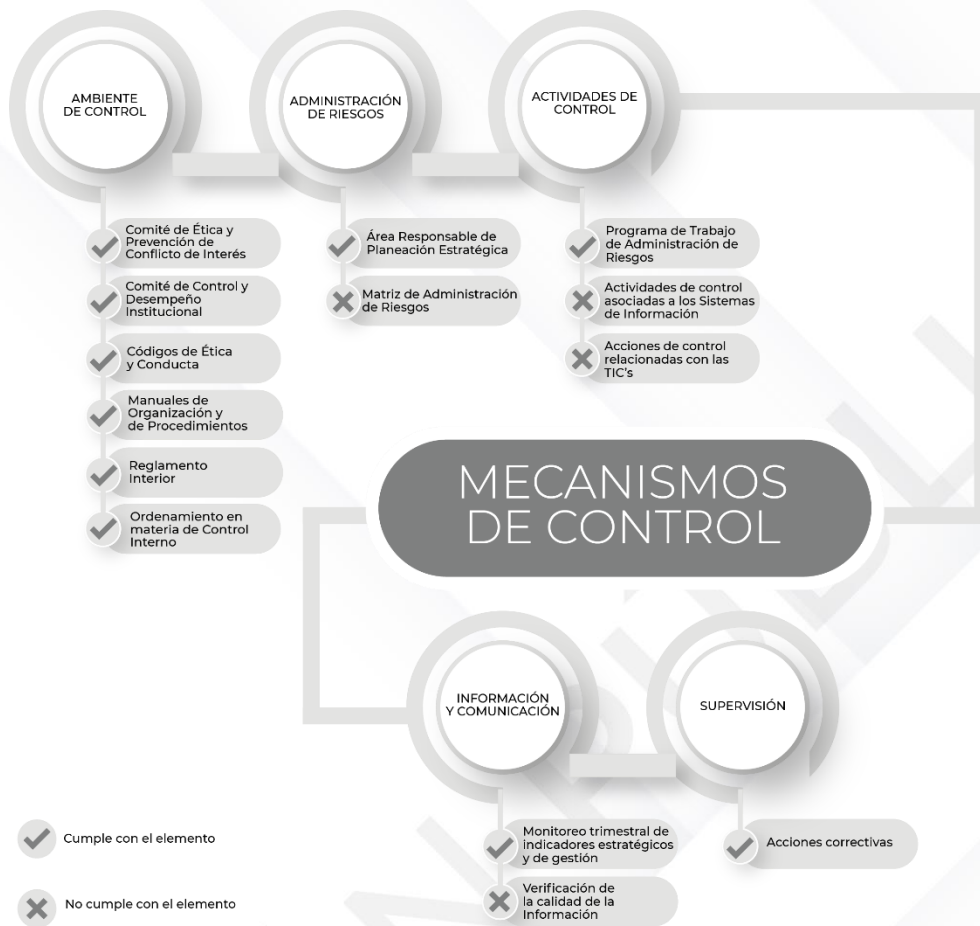 AMBIENTE
DE CONTROL
ADMINISTRACIÓN
DE RIESGOS
ACTIVIDADES DE
CONTROL
Comité de Ética y
Prevención de
Conflicto de Interés
Comité de Control y
Desempeño
Institucional
Códigos de Ética
y Conducta
Manuales de
Organización y
de Procedimientos
Reglamento
Interior
Ordenamiento en
materia de Control
Interno
Área Responsable de
Planeación Estratégica
Matriz de Administración
de Riesgos
Programa de Trabajo
de Administración de
Riesgos
Actividades de control
asociadas a los Sistemas
de Información
Acciones de control
relacionadas con las
TIC's
MECANISMOS
DE CONTROL
INFORMACIÓN
Y COMUNICACIÓN
SUPERVISIÓN
Monitoreo trimestral de
indicadores estratégicos
y de gestión
Verificación de
la calidad de la
Información
Acciones correctivas
Cumple con el elemento
No cumple con el elemento